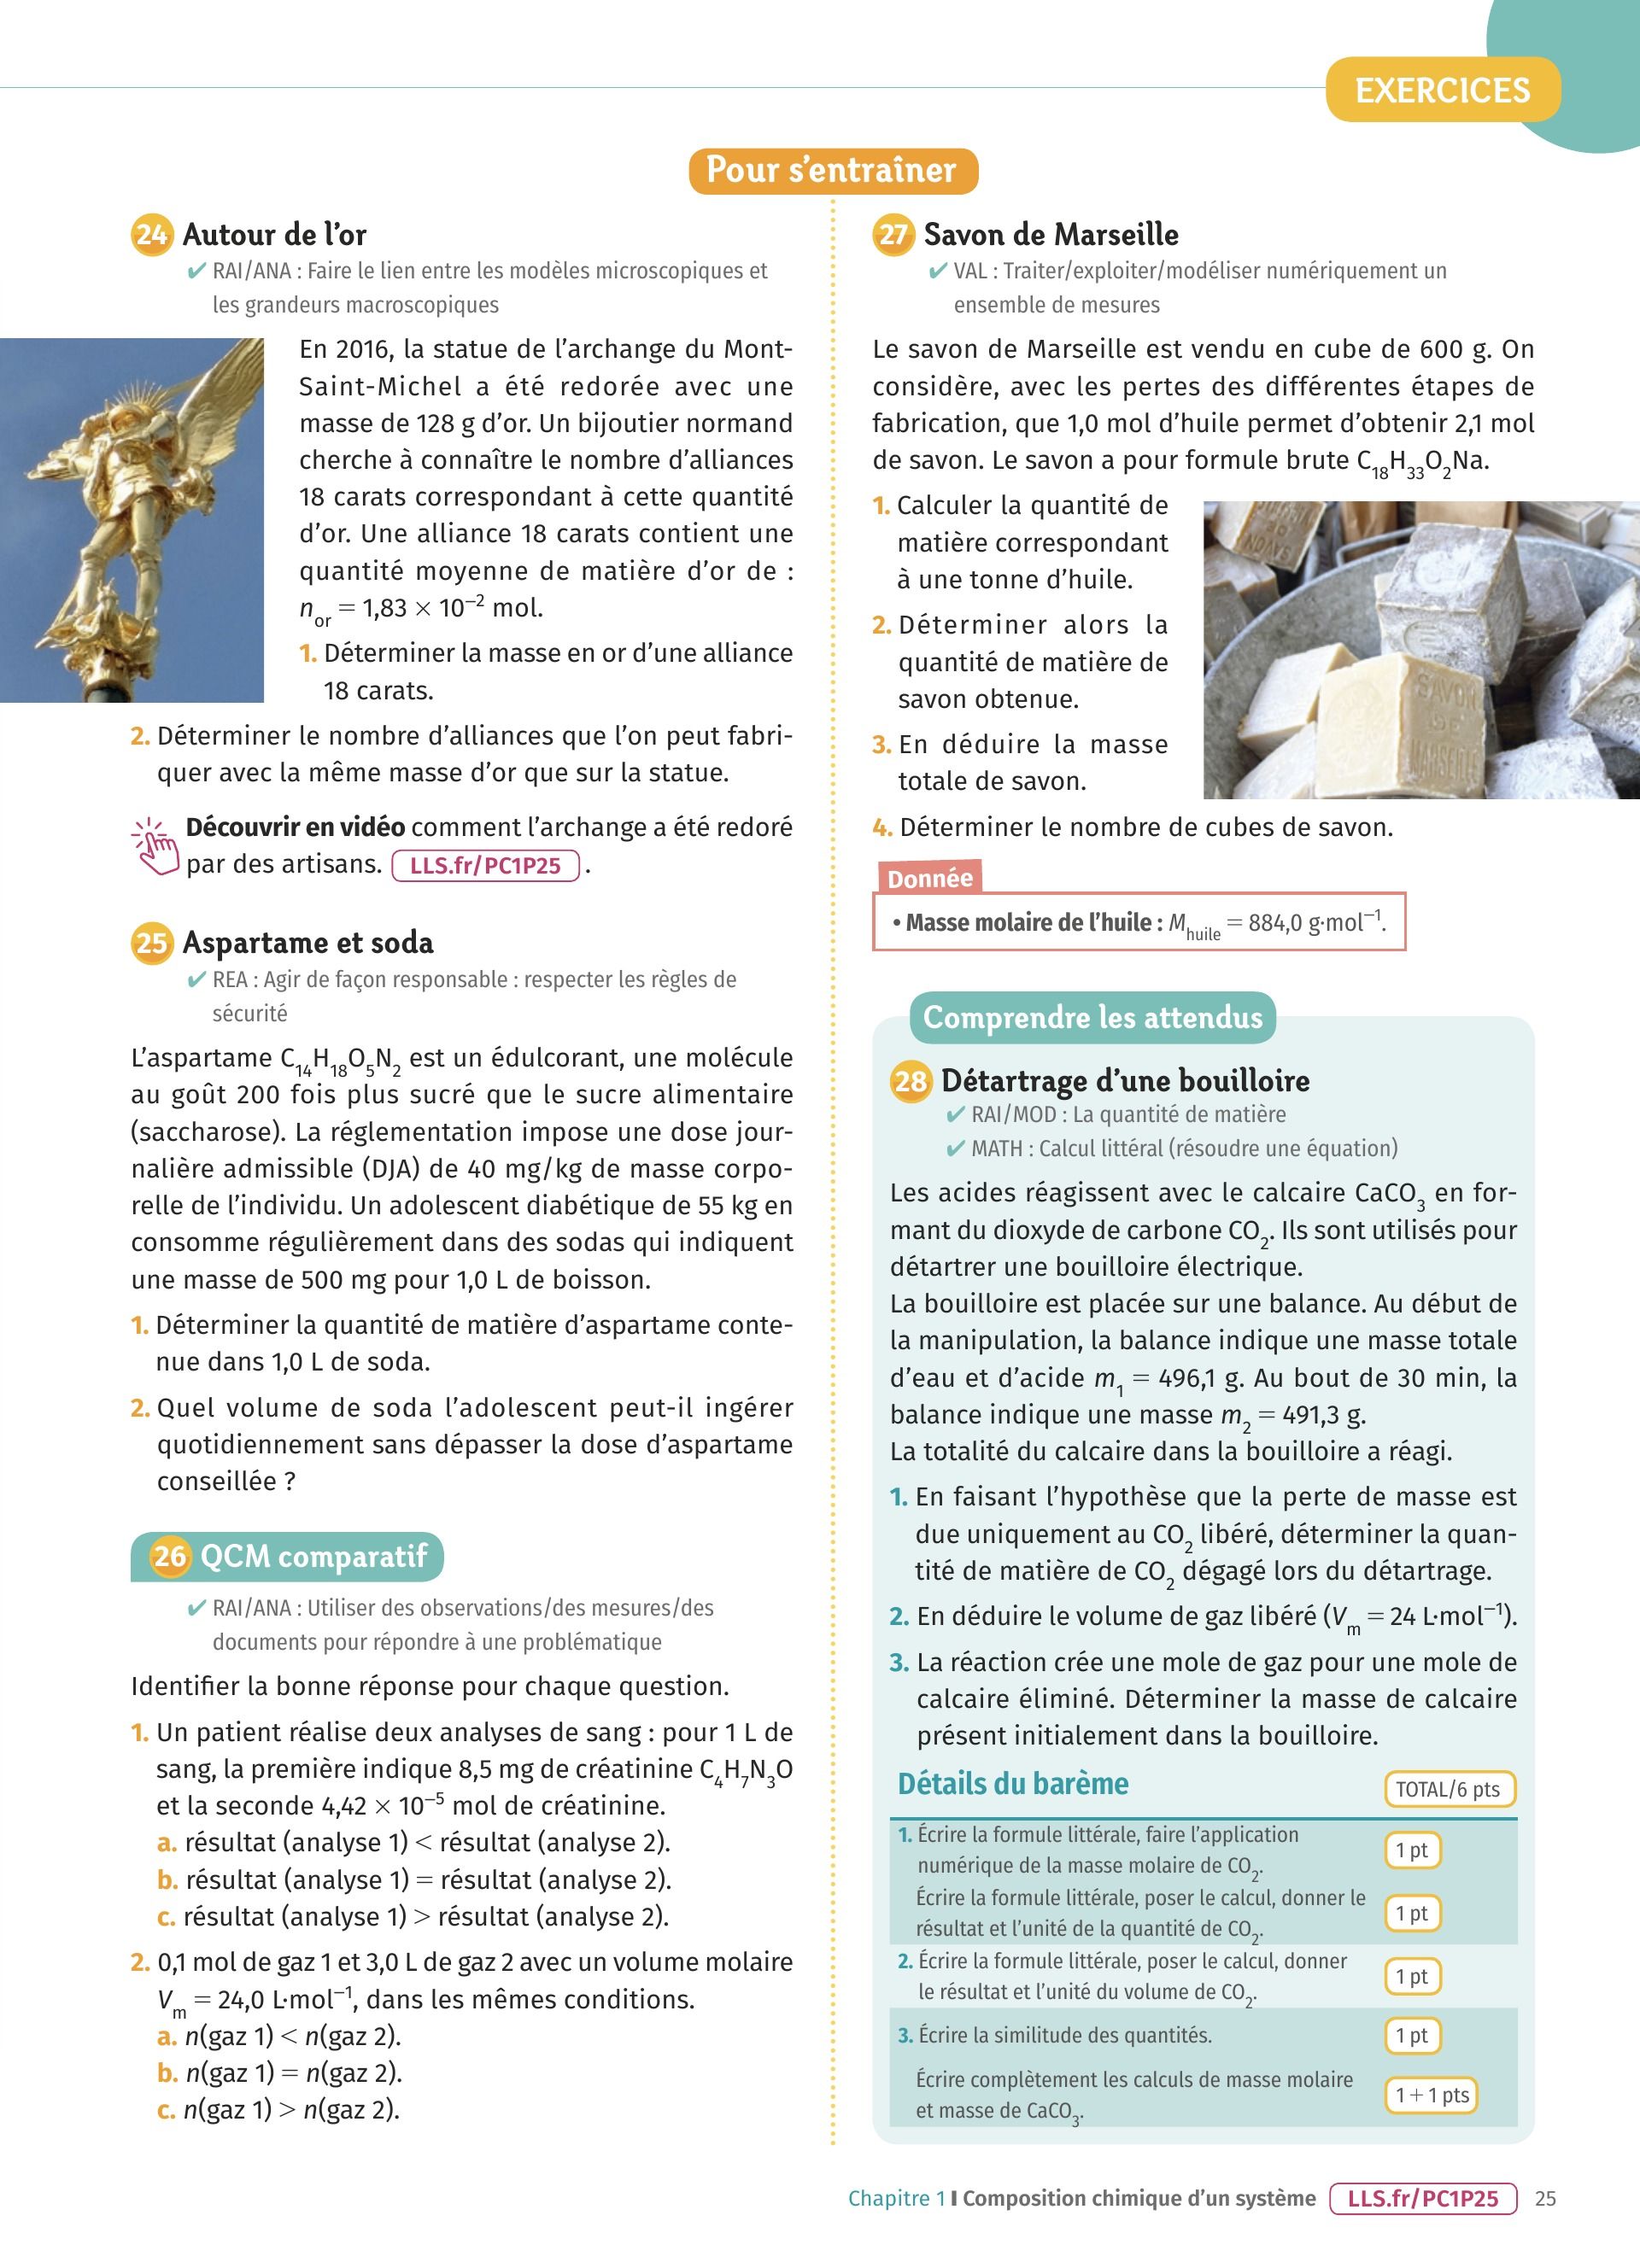 EXERCICES
Pour s’entraîner
24 Autour de l’or
✔ RAI/ANA : Faire le lien entre les modèles microscopiques et
les grandeurs macroscopiques
En 2016, la statue de l’archange du Mont-
Saint-Michel a été redorée avec une
masse de 128 g d’or. Un bijoutier normand
cherche à connaître le nombre d’alliances
18 carats correspondant à cette quantité
d’or. Une alliance 18 carats contient une
quantité moyenne de matière d’or de :
n_or = 1,83 × 10⁻² mol.
1. Déterminer la masse en or d’une alliance
18 carats.
2. Déterminer le nombre d’alliances que l’on peut fabri-
quer avec la même masse d’or que sur la statue.
Découvrir en vidéo comment l’archange a été redoré
par des artisans. LLS.fr/PC1P25 .
25 Aspartame et soda
✔ REA : Agir de façon responsable : respecter les règles de
sécurité
L’aspartame C₁₄H₁₈O₅N₂ est un édulcorant, une molécule
au goût 200 fois plus sucré que le sucre alimentaire
(saccharose). La réglementation impose une dose jour-
nalière admissible (DJA) de 40 mg/kg de masse corpo-
relle de l’individu. Un adolescent diabétique de 55 kg en
consomme régulièrement dans des sodas qui indiquent
une masse de 500 mg pour 1,0 L de boisson.
1. Déterminer la quantité de matière d’aspartame conte-
nue dans 1,0 L de soda.
2. Quel volume de soda l’adolescent peut-il ingérer
quotidiennement sans dépasser la dose d’aspartame
conseillée ?
26 QCM comparatif
✔ RAI/ANA : Utiliser des observations/des mesures/des
documents pour répondre à une problématique
Identifier la bonne réponse pour chaque question.
1. Un patient réalise deux analyses de sang : pour 1 L de
sang, la première indique 8,5 mg de créatinine C₄H₇N₃O
et la seconde 4,42 × 10⁻⁵ mol de créatinine.
a. résultat (analyse 1) < résultat (analyse 2).
b. résultat (analyse 1) = résultat (analyse 2).
c. résultat (analyse 1) > résultat (analyse 2).
2. 0,1 mol de gaz 1 et 3,0 L de gaz 2 avec un volume molaire
V_m = 24,0 L·mol⁻¹, dans les mêmes conditions.
a. n(gaz 1) < n(gaz 2).
b. n(gaz 1) = n(gaz 2).
c. n(gaz 1) > n(gaz 2).
27 Savon de Marseille
✔ VAL : Traiter/exploiter/modéliser numériquement un
ensemble de mesures
Le savon de Marseille est vendu en cube de 600 g. On
considère, avec les pertes des différentes étapes de
fabrication, que 1,0 mol d’huile permet d’obtenir 2,1 mol
de savon. Le savon a pour formule brute C₁₈H₃₃O₂Na.
1. Calculer la quantité de
matière correspondant
à une tonne d’huile.
2. Déterminer alors la
quantité de matière de
savon obtenue.
3. En déduire la masse
totale de savon.
SAVON
DE
MARSEILLE
4. Déterminer le nombre de cubes de savon.
Donnée
• Masse molaire de l’huile : M_huile = 884,0 g·mol⁻¹.
Comprendre les attendus
28 Détartrage d’une bouilloire
✔ RAI/MOD : La quantité de matière
✔ MATH : Calcul littéral (résoudre une équation)
Les acides réagissent avec le calcaire CaCO₃ en for-
mant du dioxyde de carbone CO₂. Ils sont utilisés pour
détartrer une bouilloire électrique.
La bouilloire est placée sur une balance. Au début de
la manipulation, la balance indique une masse totale
d’eau et d’acide m₁ = 496,1 g. Au bout de 30 min, la
balance indique une masse m₂ = 491,3 g.
La totalité du calcaire dans la bouilloire a réagi.
1. En faisant l’hypothèse que la perte de masse est
due uniquement au CO₂ libéré, déterminer la quan-
tité de matière de CO₂ dégagé lors du détartrage.
2. En déduire le volume de gaz libéré (V_m = 24 L·mol⁻¹).
3. La réaction crée une mole de gaz pour une mole de
calcaire éliminé. Déterminer la masse de calcaire
présent initialement dans la bouilloire.
Détails du barème TOTAL/6 pts
1. Écrire la formule littérale, faire l’application
numérique de la masse molaire de CO₂. 1 pt
Écrire la formule littérale, poser le calcul, donner le
résultat et l’unité de la quantité de CO₂. 1 pt
2. Écrire la formule littérale, poser le calcul, donner
le résultat et l’unité du volume de CO₂. 1 pt
3. Écrire la similitude des quantités. 1 pt
Écrire complètement les calculs de masse molaire
et masse de CaCO₃. 1 + 1 pts
Chapitre 1 I Composition chimique d’un système LLS.fr/PC1P25 25